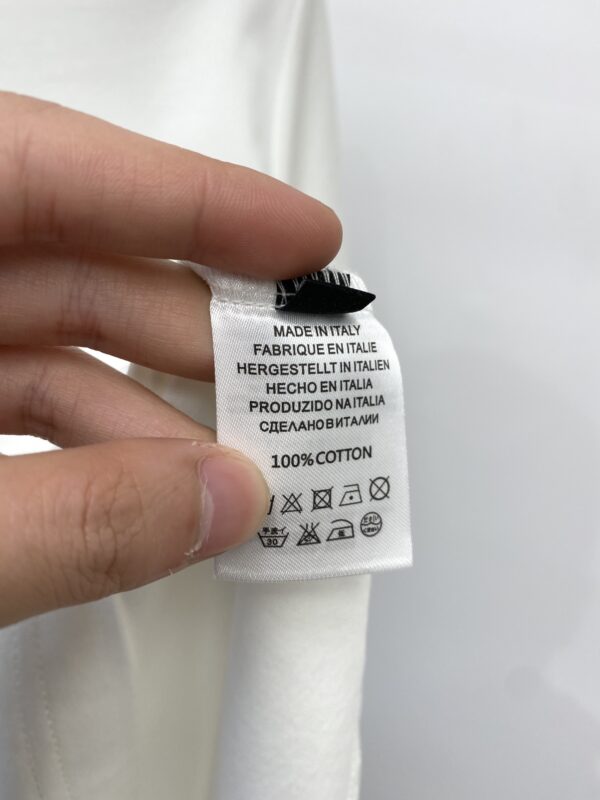 MADE IN ITALY
FABRIQUE EN ITALIE
HERGESTELLT IN ITALIEN
HECHO EN ITALIA
PRODUZIDO NA ITALIA
СДЕЛАНО В ИТАЛИИ
100% COTTON
30